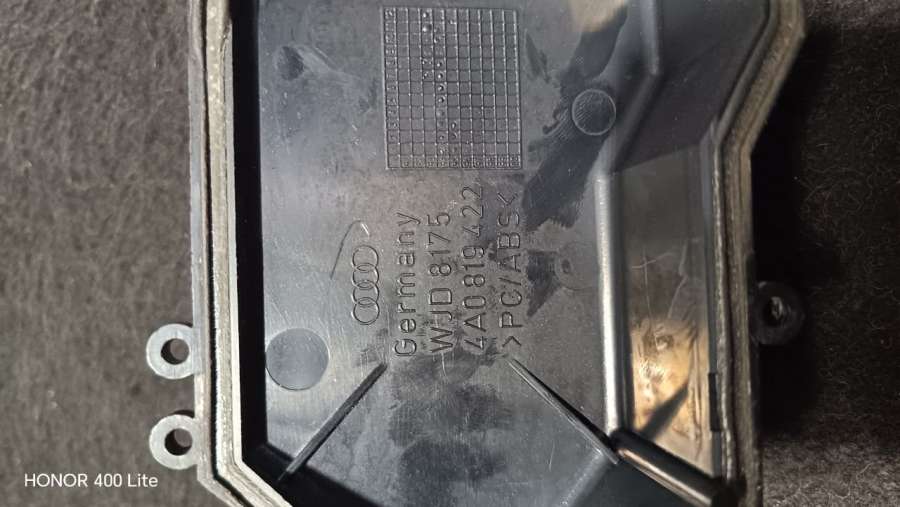 Germany
WJD 8175
4A0 819 422
>PC/ABS<
HONOR 400 Lite